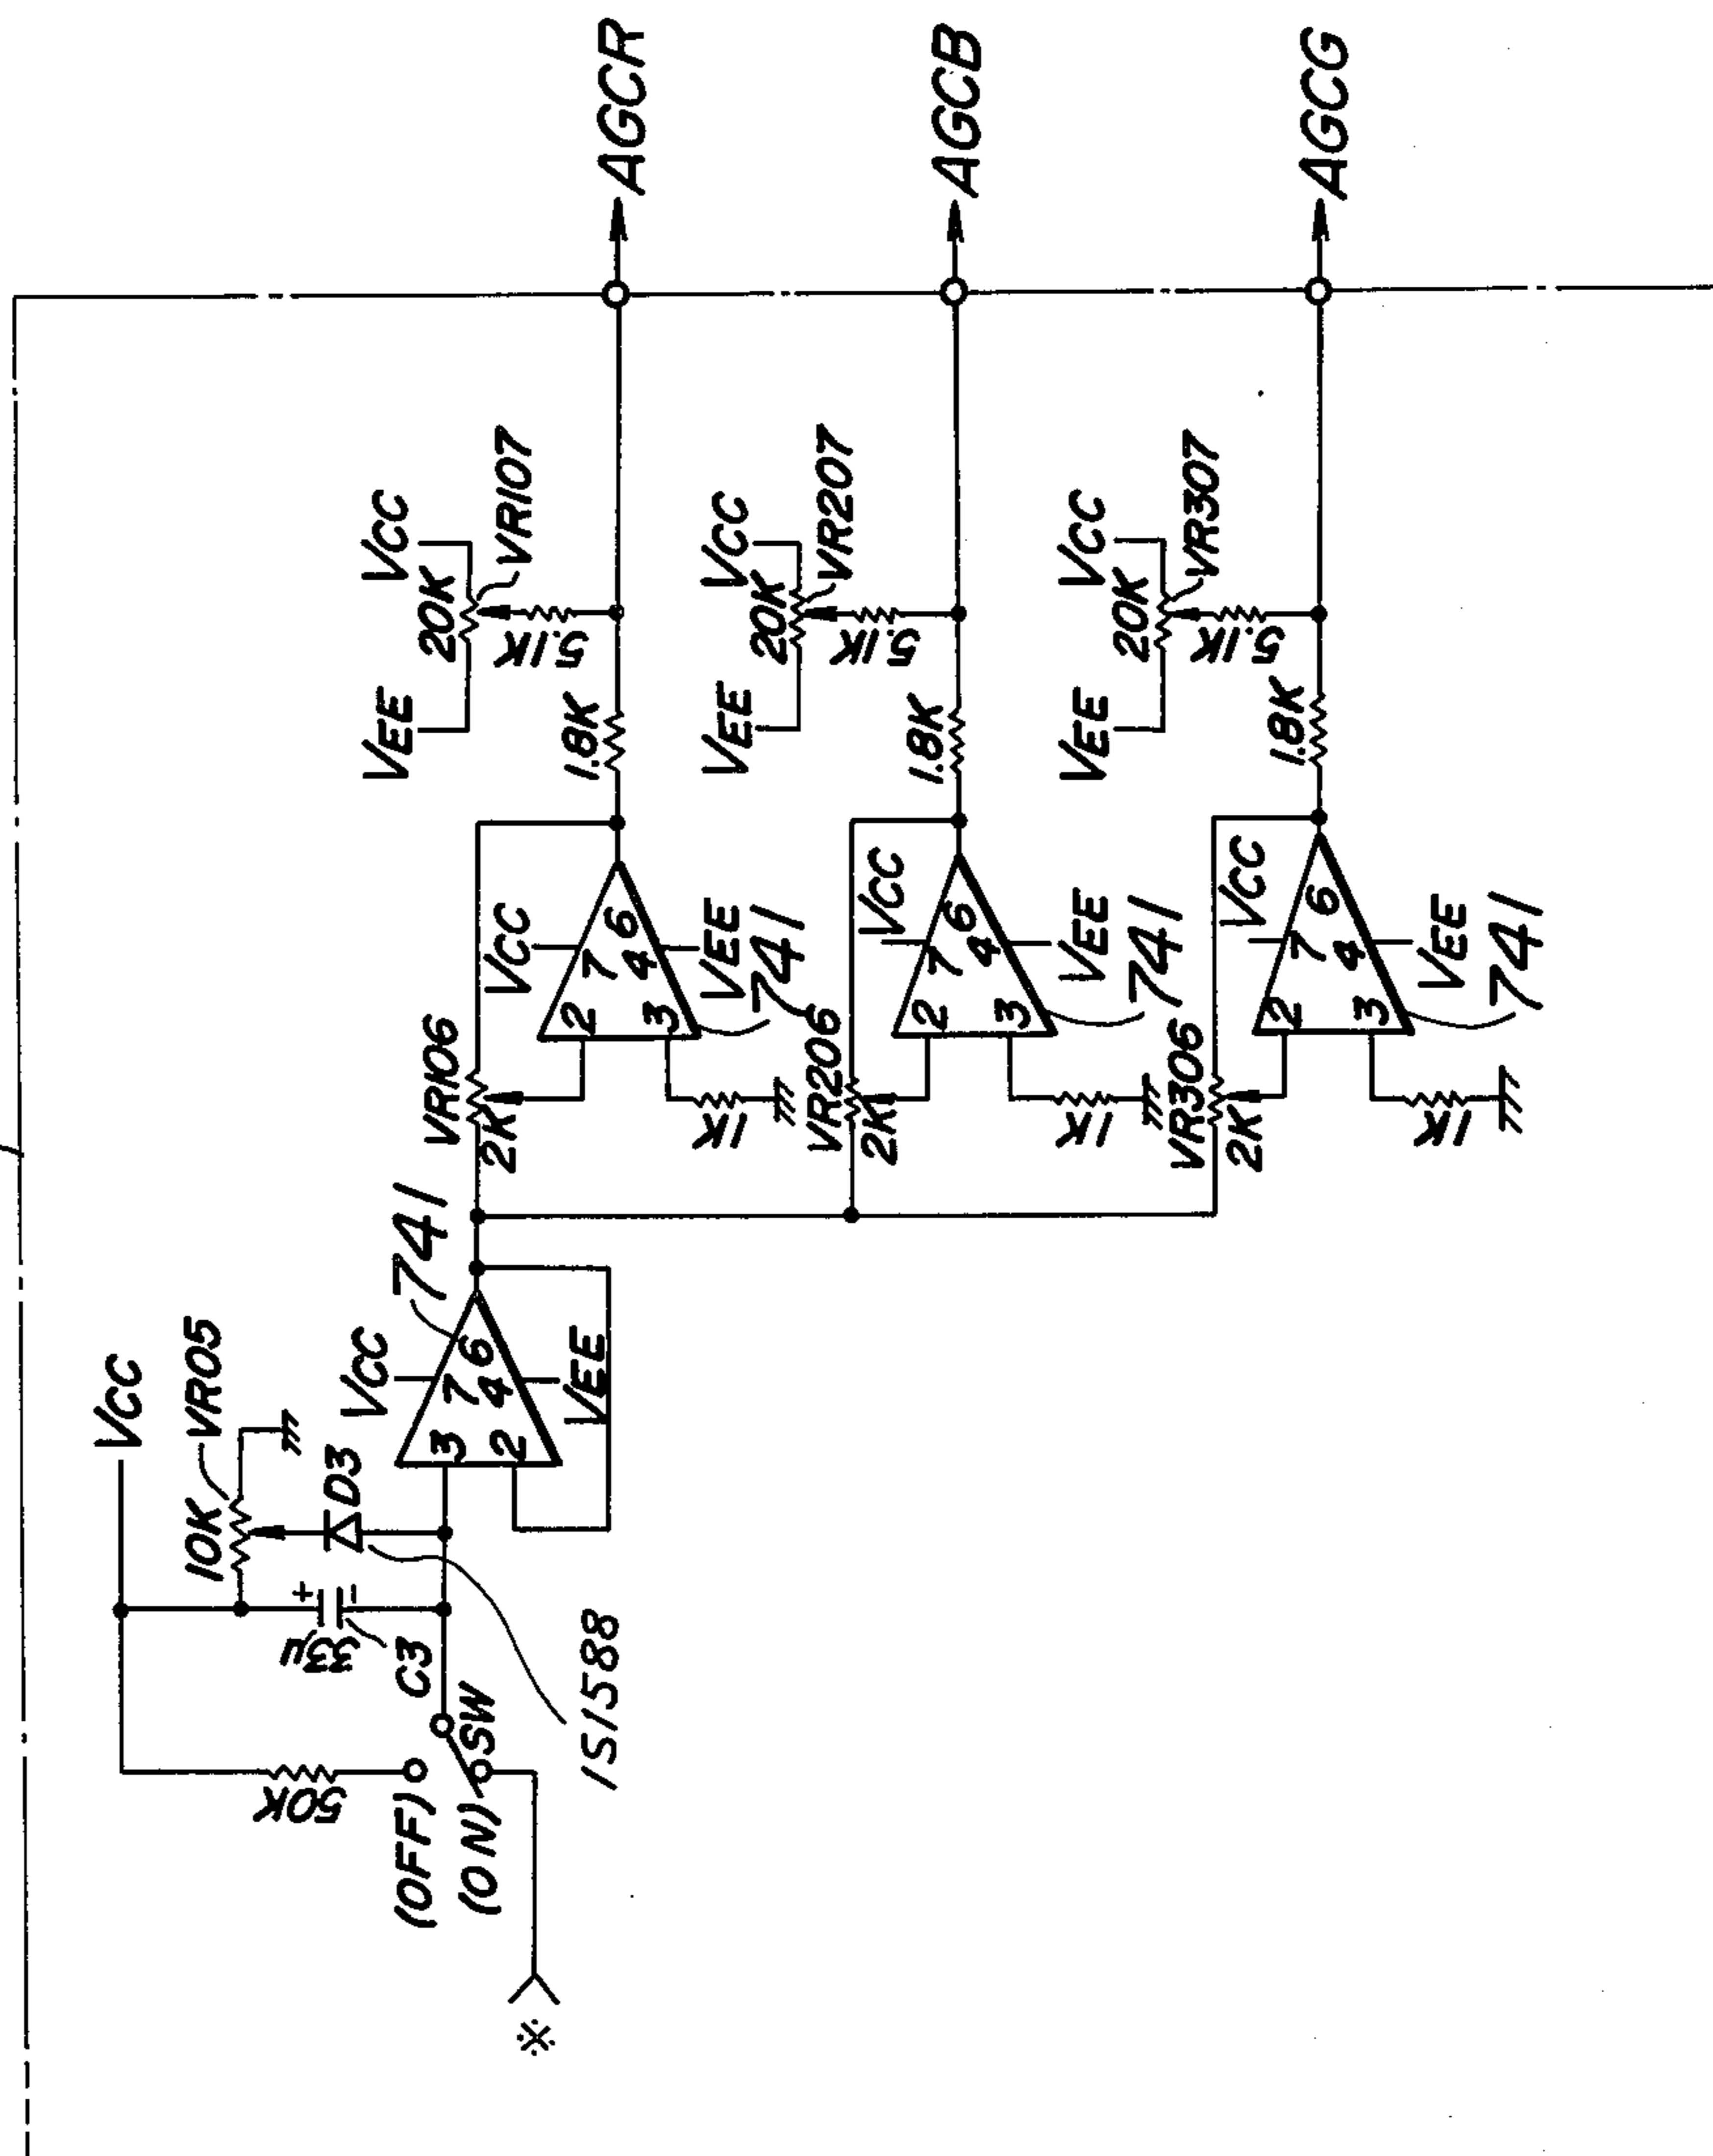 VCC
10K
VR05
33μ
+
-
C3
50K
(OFF)
(ON)
SW
※
D3
1S1588
VCC
741
3
2
7
4
6
VEE
VR106
2K
VCC
2
3
7
4
6
VEE
741
1K
VEE
VCC
20K
VR107
5.1K
1.8K
AGCR
VR206
2K
VCC
2
3
7
4
6
VEE
741
1K
VEE
VCC
20K
VR207
5.1K
1.8K
AGCB
VR306
2K
VCC
2
3
7
4
6
VEE
741
1K
VEE
VCC
20K
VR307
5.1K
1.8K
AGCG